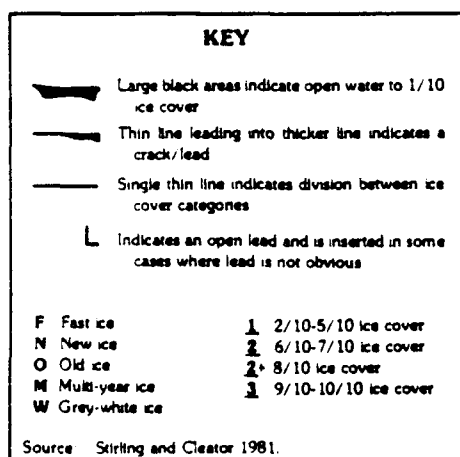 KEY
Large black areas indicate open water to 1/10
ice cover
Thin line leading into thicker line indicates a
crack/lead
Single thin line indicates division between ice
cover categories
L Indicates an open lead and is inserted in some
cases where lead is not obvious
F Fast ice
N New ice
O Old ice
M Multi-year ice
W Grey-white ice
1 2/10-5/10 ice cover
2 6/10-7/10 ice cover
2+ 8/10 ice cover
3 9/10-10/10 ice cover
Source Stirling and Cleator 1981.